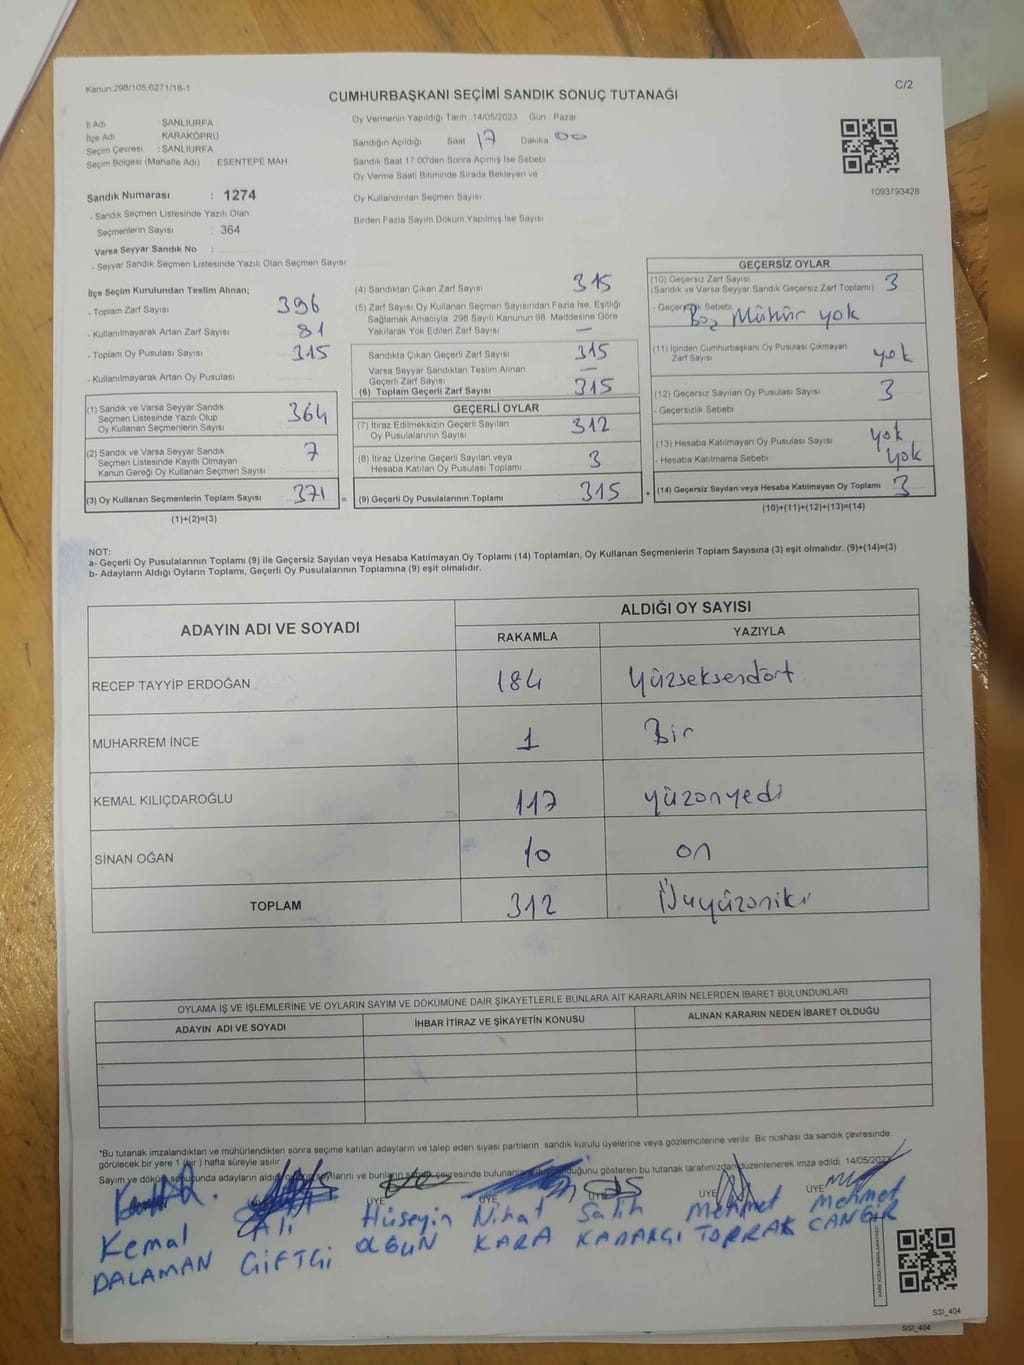 Kanun;298/105,6271/18-1
C/2
CUMHURBAŞKANI SEÇİMİ SANDIK SONUÇ TUTANAĞI
İl Adı ŞANLIURFA
İlçe Adı KARAKÖPRÜ
Seçim Çevresi : ŞANLIURFA
Seçim Bölgesi (Mahalle Adı) ESENTEPE MAH
Sandık Numarası : 1274
- Sandık Seçmen Listesinde Yazılı Olan
Seçmenlerin Sayısı : 364
Varsa Seyyar Sandık No :
- Seyyar Sandık Seçmen Listesinde Yazılı Olan Seçmen Sayısı
Oy Vermenin Yapıldığı Tarih 14/05/2023 Gün Pazar
Sandığın Açıldığı Saat 17 Dakika 00
Sandık Saat 17.00'den Sonra Açmış İse Sebebi
Oy Verme Saati Bitiminde Sırada Bekleyen ve
Oy Kullandırılan Seçmen Sayısı
Birden Fazla Sayım Döküm Yapılmış İse Sayısı
1093793428
İlçe Seçim Kurulundan Teslim Alınan;
- Toplam Zarf Sayısı 396
- Kullanılmayarak Artan Zarf Sayısı 81
- Toplam Oy Pusulası Sayısı 315
- Kullanılmayarak Artan Oy Pusulası
(1) Sandık ve Varsa Seyyar Sandık
Seçmen Listesinde Yazılı Olup
Oy Kullanan Seçmenlerin Sayısı 364
(2) Sandık ve Varsa Seyyar Sandık
Seçmen Listesinde Kayıtlı Olmayan
Kanun Gereği Oy Kullanan Seçmen Sayısı 7
(3) Oy Kullanan Seçmenlerin Toplam Sayısı 371 =
(1)+(2)=(3)
(4) Sandıktan Çıkan Zarf Sayısı 315
(5) Zarf Sayısı Oy Kullanan Seçmen Sayısından Fazla İse, Eşitliği
Sağlamak Amacıyla, 298 Sayılı Kanunun 98. Maddesine Göre
Yakılarak Yok Edilen Zarf Sayısı —
Sandıkta Çıkan Geçerli Zarf Sayısı 315
Varsa Seyyar Sandıktan Teslim Alınan
Geçerli Zarf Sayısı —
(6) Toplam Geçerli Zarf Sayısı 315
GEÇERLİ OYLAR
(7) İtiraz Edilmeksizin Geçerli Sayılan
Oy Pusulalarının Sayısı 312
(8) İtiraz Üzerine Geçerli Sayılan veya
Hesaba Katılan Oy Pusulası Toplamı 3
(9) Geçerli Oy Pusulalarının Toplamı 315 +
GEÇERSİZ OYLAR
(10) Geçersiz Zarf Sayısı
(Sandık ve Varsa Seyyar Sandık Geçersiz Zarf Toplamı) 3
- Geçersizlik Sebebi
Boş Mühür yok
(11) İçinden Cumhurbaşkanı Oy Pusulası Çıkmayan
Zarf Sayısı yok
(12) Geçersiz Sayılan Oy Pusulası Sayısı 3
- Geçersizlik Sebebi
(13) Hesaba Katılmayan Oy Pusulası Sayısı yok
- Hesaba Katılmama Sebebi yok
(14) Geçersiz Sayılan veya Hesaba Katılmayan Oy Toplamı 3
(10)+(11)+(12)+(13)=(14)
NOT:
a- Geçerli Oy Pusulalarının Toplamı (9) ile Geçersiz Sayılan veya Hesaba Katılmayan Oy Toplamı (14) Toplamları, Oy Kullanan Seçmenlerin Toplam Sayısına (3) eşit olmalıdır. (9)+(14)=(3)
b- Adayların Aldığı Oyların Toplamı, Geçerli Oy Pusulalarının Toplamına (9) eşit olmalıdır.
ADAYIN ADI VE SOYADI ALDIĞI OY SAYISI
RAKAMLA YAZIYLA
RECEP TAYYİP ERDOĞAN 184 Yüzseksendört
MUHARREM İNCE 1 Bir
KEMAL KILIÇDAROĞLU 117 yüzonyedi
SİNAN OĞAN 10 on
TOPLAM 312 Üçyüzoniki
OYLAMA İŞ VE İŞLEMLERİNE VE OYLARIN SAYIM VE DÖKÜMÜNE DAİR ŞİKAYETLERLE BUNLARA AİT KARARLARIN NELERDEN İBARET BULUNDUKLARI
ADAYIN ADI VE SOYADI İHBAR İTİRAZ VE ŞİKAYETİN KONUSU ALINAN KARARIN NEDEN İBARET OLDUĞU
*Bu tutanak imzalandıktan ve mühürlendikten sonra seçime katılan adayların ve talep eden siyasi partilerin sandık kurulu üyelerine veya gözlemcilerine verilir. Bir nüshası da sandık çevresinde
görülecek bir yere 1 (bir) hafta süreyle asılır.
Sayım ve döküm sonucunda adayların aldığı sayılarını ve bunların sandık çevresinde bulunanlara olduğunu gösteren bu tutanak tarafımızdan düzenlenerek imza edildi. 14/05/2023
ÜYE ÜYE ÜYE ÜYE ÜYE
Kemal Ali Hüseyin Nihat Salih Mehmet Mehmet
DALAMAN ÇİFTÇİ OLGUN KARA KARARGI TOPRAK CANGİR
SSI_404
SSI_404